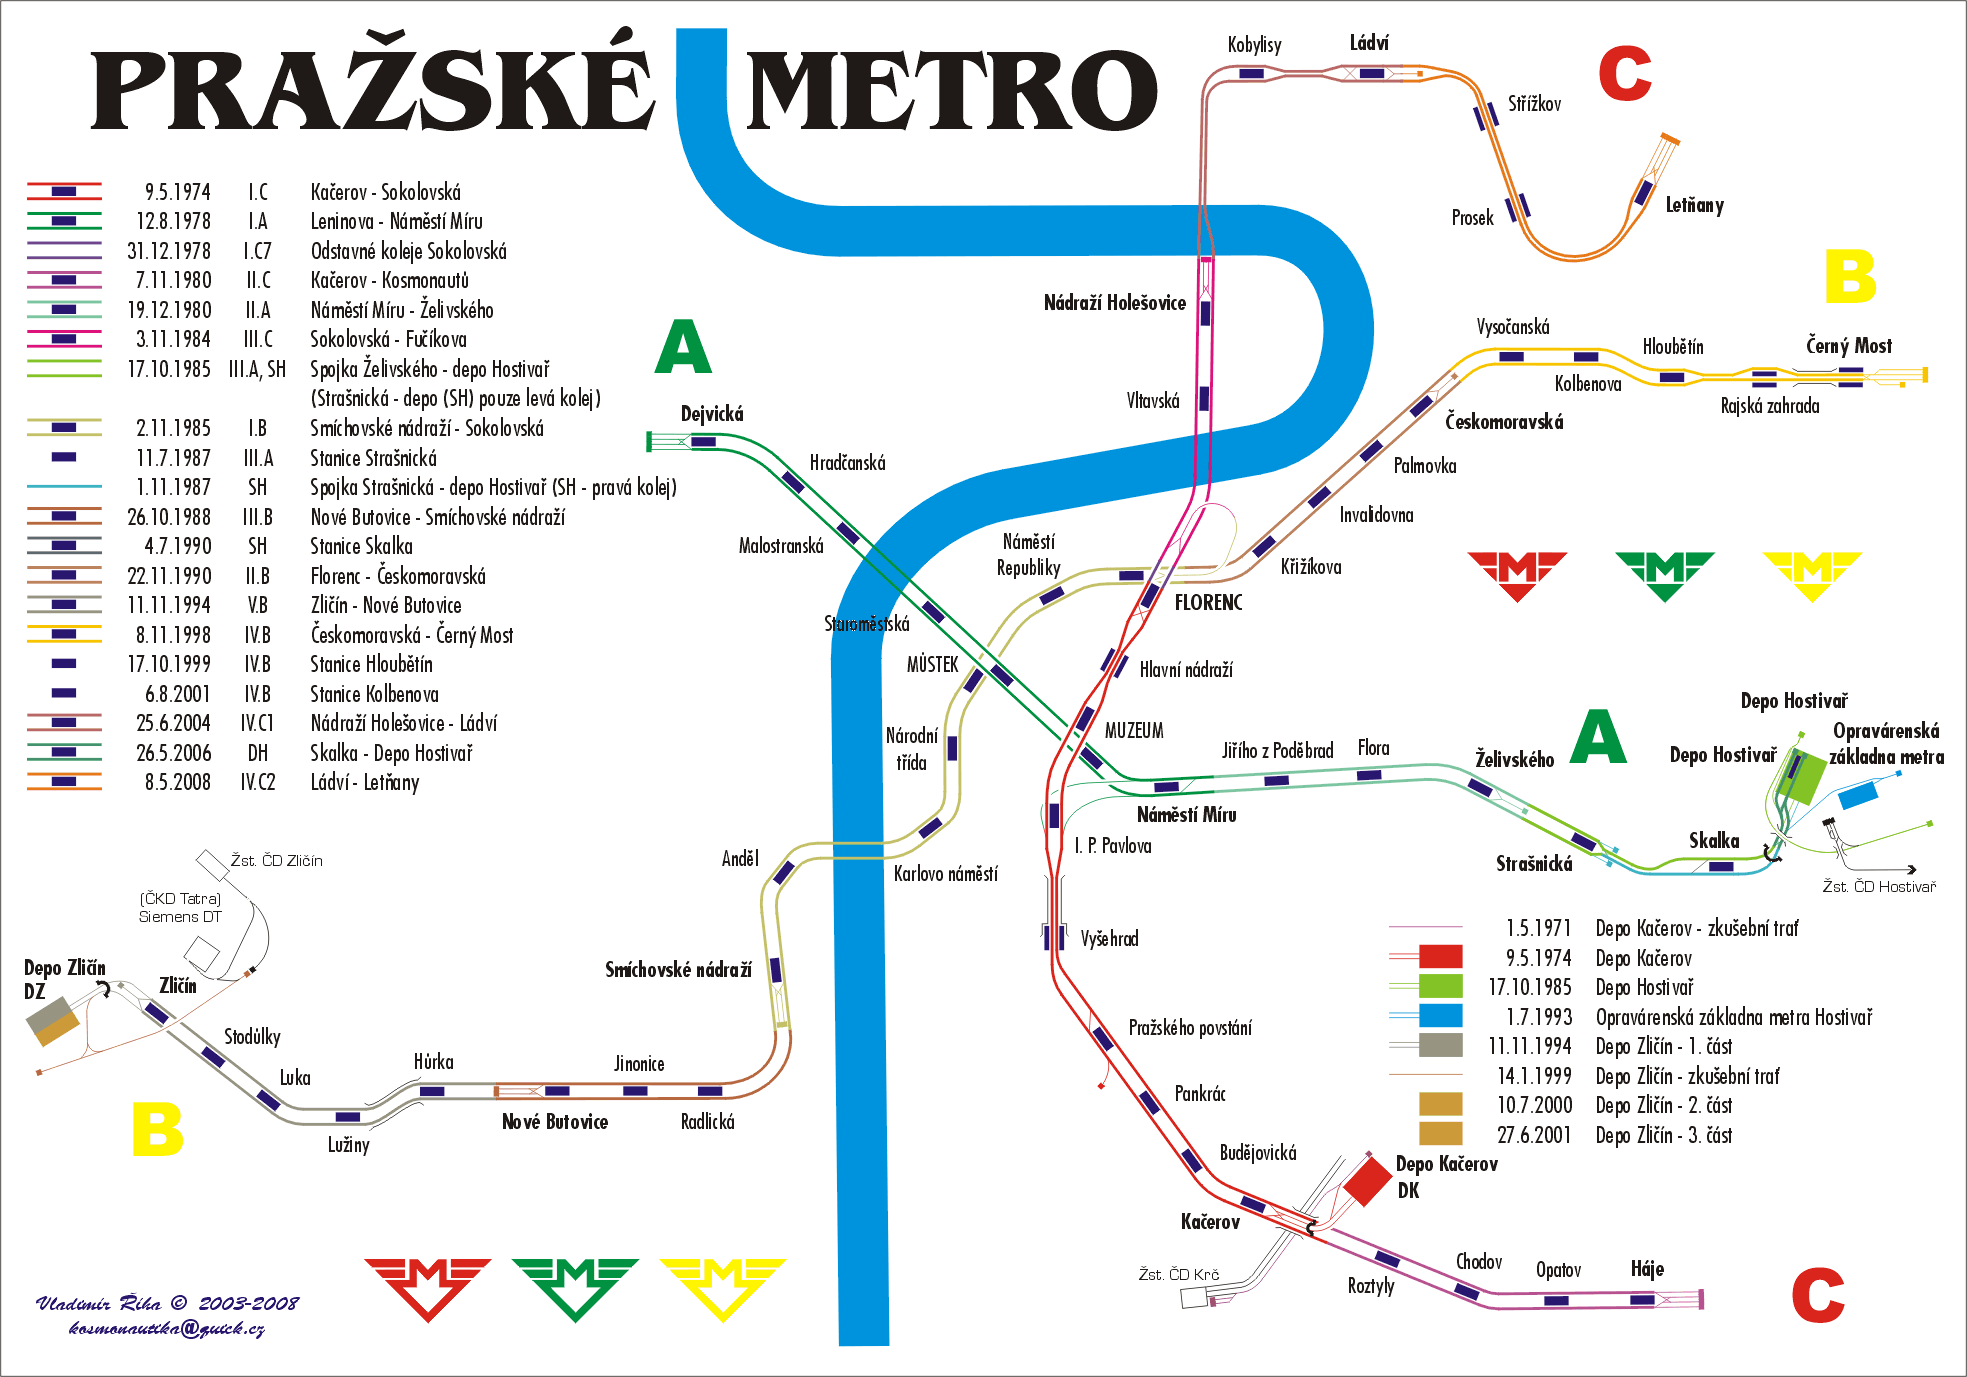 PRAŽSKÉ METRO
9.5.1974 I.C Kačerov - Sokolovská
12.8.1978 I.A Leninova - Náměstí Míru
31.12.1978 I.C7 Odstavné koleje Sokolovská
7.11.1980 II.C Kačerov - Kosmonautů
19.12.1980 II.A Náměstí Míru - Želivského
3.11.1984 III.C Sokolovská - Fučíkova
17.10.1985 III.A, SH Spojka Želivského - depo Hostivař
(Strašnická - depo (SH) pouze levá kolej)
2.11.1985 I.B Smíchovské nádraží - Sokolovská
11.7.1987 III.A Stanice Strašnická
1.11.1987 SH Spojka Strašnická - depo Hostivař (SH - pravá kolej)
26.10.1988 III.B Nové Butovice - Smíchovské nádraží
4.7.1990 SH Stanice Skalka
22.11.1990 II.B Florenc - Českomoravská
11.11.1994 V.B Zličín - Nové Butovice
8.11.1998 IV.B Českomoravská - Černý Most
17.10.1999 IV.B Stanice Hloubětín
6.8.2001 IV.B Stanice Kolbenova
25.6.2004 IV.C1 Nádraží Holešovice - Ládví
26.5.2006 DH Skalka - Depo Hostivař
8.5.2008 IV.C2 Ládví - Letňany
C
Kobylisy
Ládví
Střížkov
Prosek
Letňany
Nádraží Holešovice
Vltavská
B
Vysočanská
Kolbenova
Hloubětín
Rajská zahrada
Černý Most
Českomoravská
Palmovka
Invalidovna
Křižíkova
A
Dejvická
Hradčanská
Malostranská
Staroměstská
MŮSTEK
Náměstí
Republiky
FLORENC
Hlavní nádraží
MUZEUM
Národní
třída
Karlovo náměstí
Anděl
Smíchovské nádraží
Jiřího z Poděbrad
Flora
Náměstí Míru
Želivského
A
Strašnická
Skalka
Depo Hostivař
Depo Hostivař
Opravárenská
základna metra
Žst. ČD Hostivař
I. P. Pavlova
Vyšehrad
Pražského povstání
Pankrác
Budějovická
Kačerov
Depo Kačerov
DK
Žst. ČD Krč
Roztyly
Chodov
Opatov
Háje
C
Žst. ČD Zličín
(ČKD Tatra)
Siemens DT
Depo Zličín
DZ
Zličín
Stodůlky
Luka
Lužiny
Hůrka
Nové Butovice
Jinonice
Radlická
B
1.5.1971 Depo Kačerov - zkušební trať
9.5.1974 Depo Kačerov
17.10.1985 Depo Hostivař
1.7.1993 Opravárenská základna metra Hostivař
11.11.1994 Depo Zličín - 1. část
14.1.1999 Depo Zličín - zkušební trať
10.7.2000 Depo Zličín - 2. část
27.6.2001 Depo Zličín - 3. část
Vladimír Říha © 2003-2008
kosmonautika@quick.cz